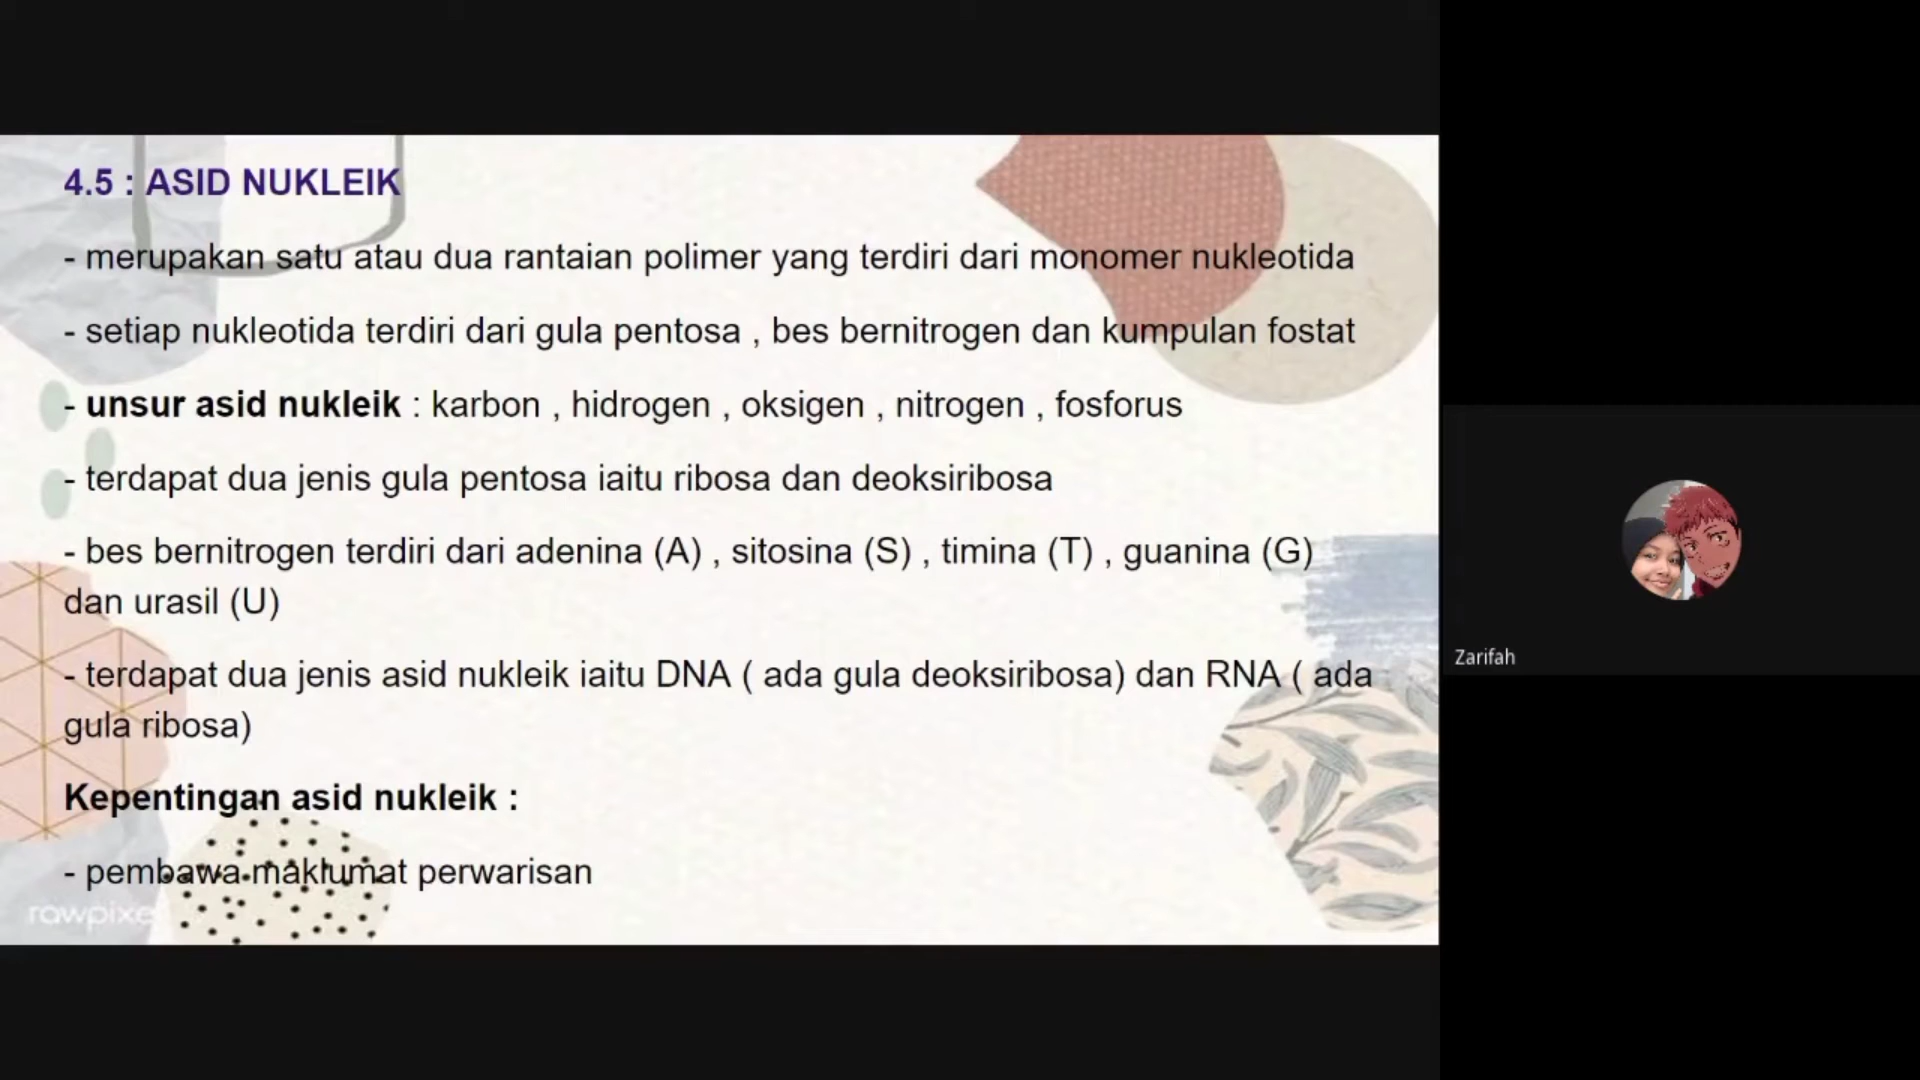 4.5 : ASID NUKLEIK
- merupakan satu atau dua rantaian polimer yang terdiri dari monomer nukleotida
- setiap nukleotida terdiri dari gula pentosa , bes bernitrogen dan kumpulan fostat
- unsur asid nukleik : karbon , hidrogen , oksigen , nitrogen , fosforus
- terdapat dua jenis gula pentosa iaitu ribosa dan deoksiribosa
- bes bernitrogen terdiri dari adenina (A) , sitosina (S) , timina (T) , guanina (G)
dan urasil (U)
- terdapat dua jenis asid nukleik iaitu DNA ( ada gula deoksiribosa) dan RNA ( ada
gula ribosa)
Kepentingan asid nukleik :
- pembawa maklumat perwarisan
rawpixe
Zarifah